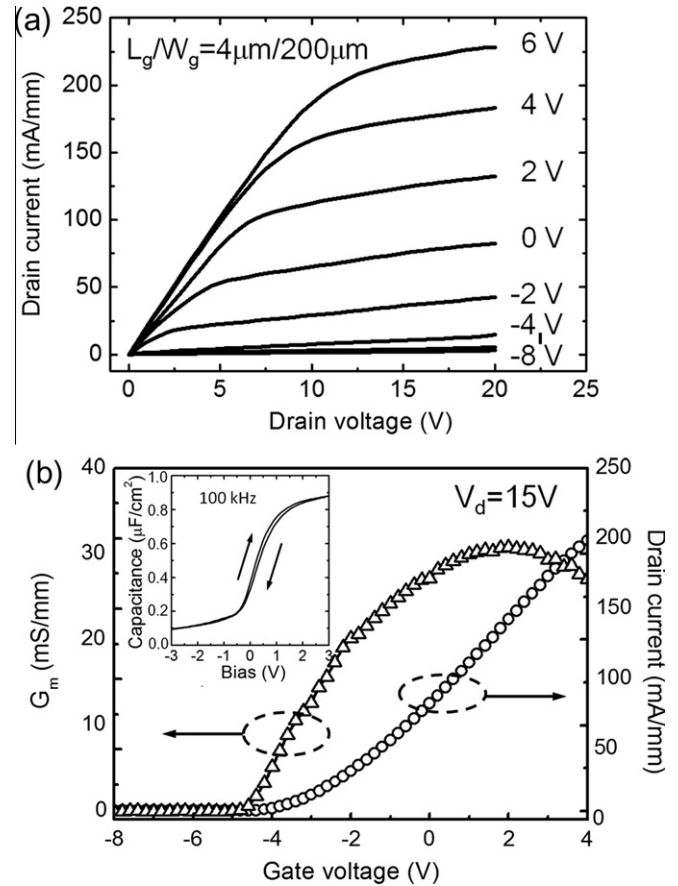 (a)
L_g/W_g=4μm/200μm
Drain current (mA/mm)
250
200
150
100
50
0
6 V
4 V
2 V
0 V
-2 V
-4 V
-8 V
0 5 10 15 20 25
Drain voltage (V)
(b)
G_m (mS/mm)
40
30
20
10
0
100 kHz
Capacitance (μF/cm²)
1.0
0.8
0.6
0.4
0.2
0.0
-3 -2 -1 0 1 2 3
Bias (V)
V_d=15V
250
200
150
100
50
0
Drain current (mA/mm)
-8 -6 -4 -2 0 2 4
Gate voltage (V)